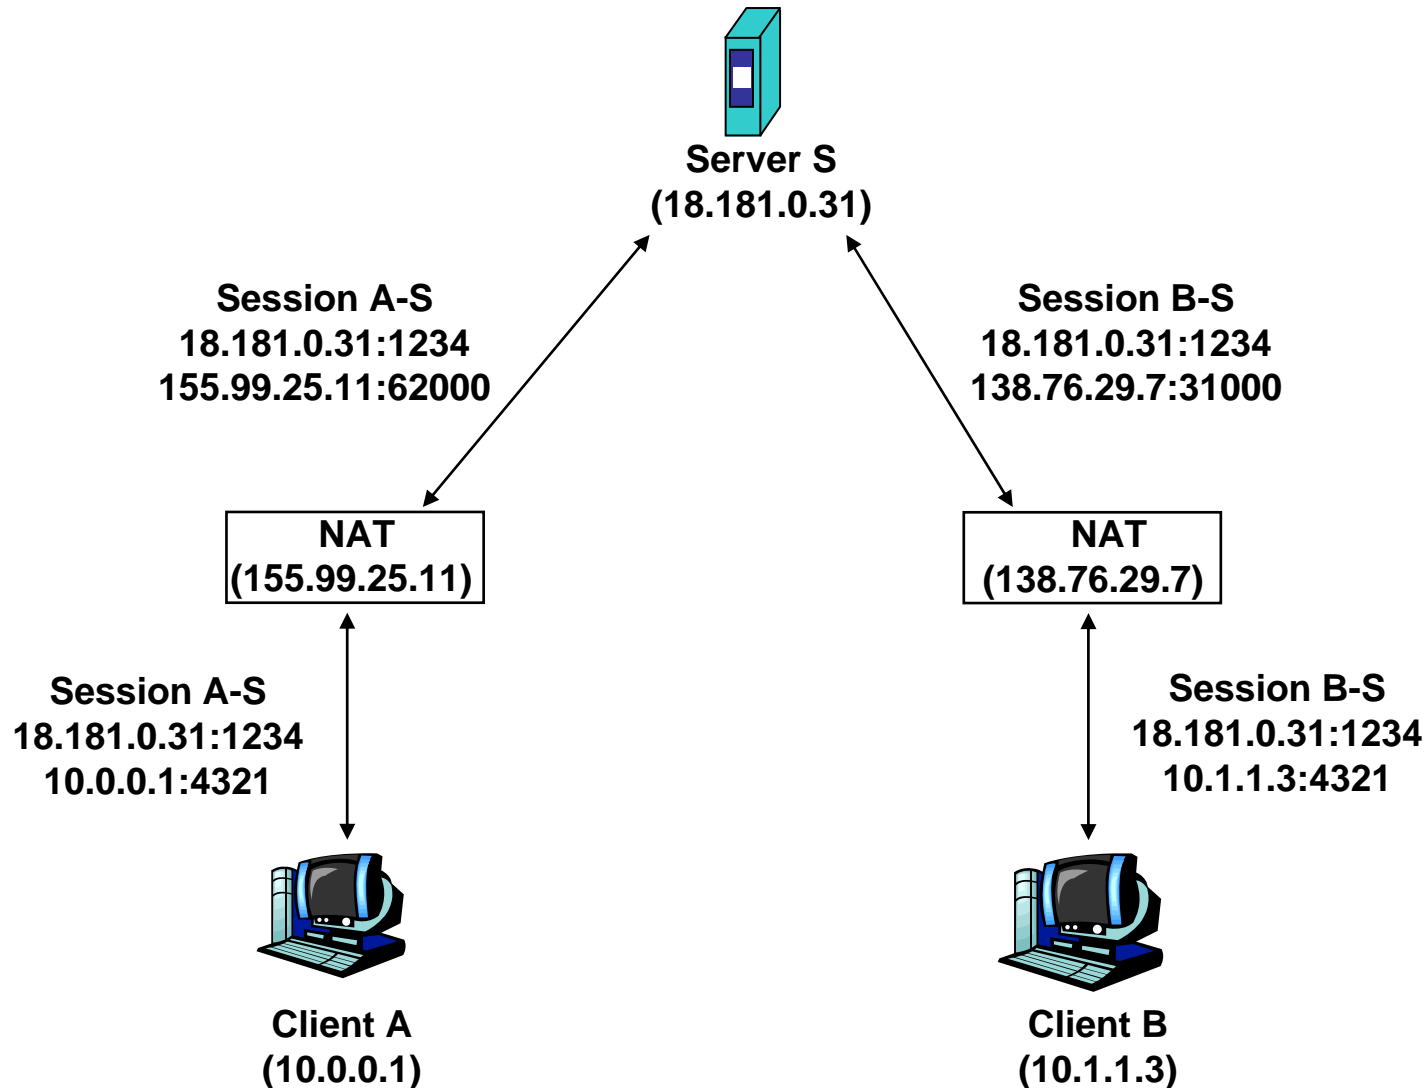 Server S
(18.181.0.31)
Session A-S
18.181.0.31:1234
155.99.25.11:62000
Session B-S
18.181.0.31:1234
138.76.29.7:31000
NAT
(155.99.25.11)
NAT
(138.76.29.7)
Session A-S
18.181.0.31:1234
10.0.0.1:4321
Session B-S
18.181.0.31:1234
10.1.1.3:4321
Client A
(10.0.0.1)
Client B
(10.1.1.3)